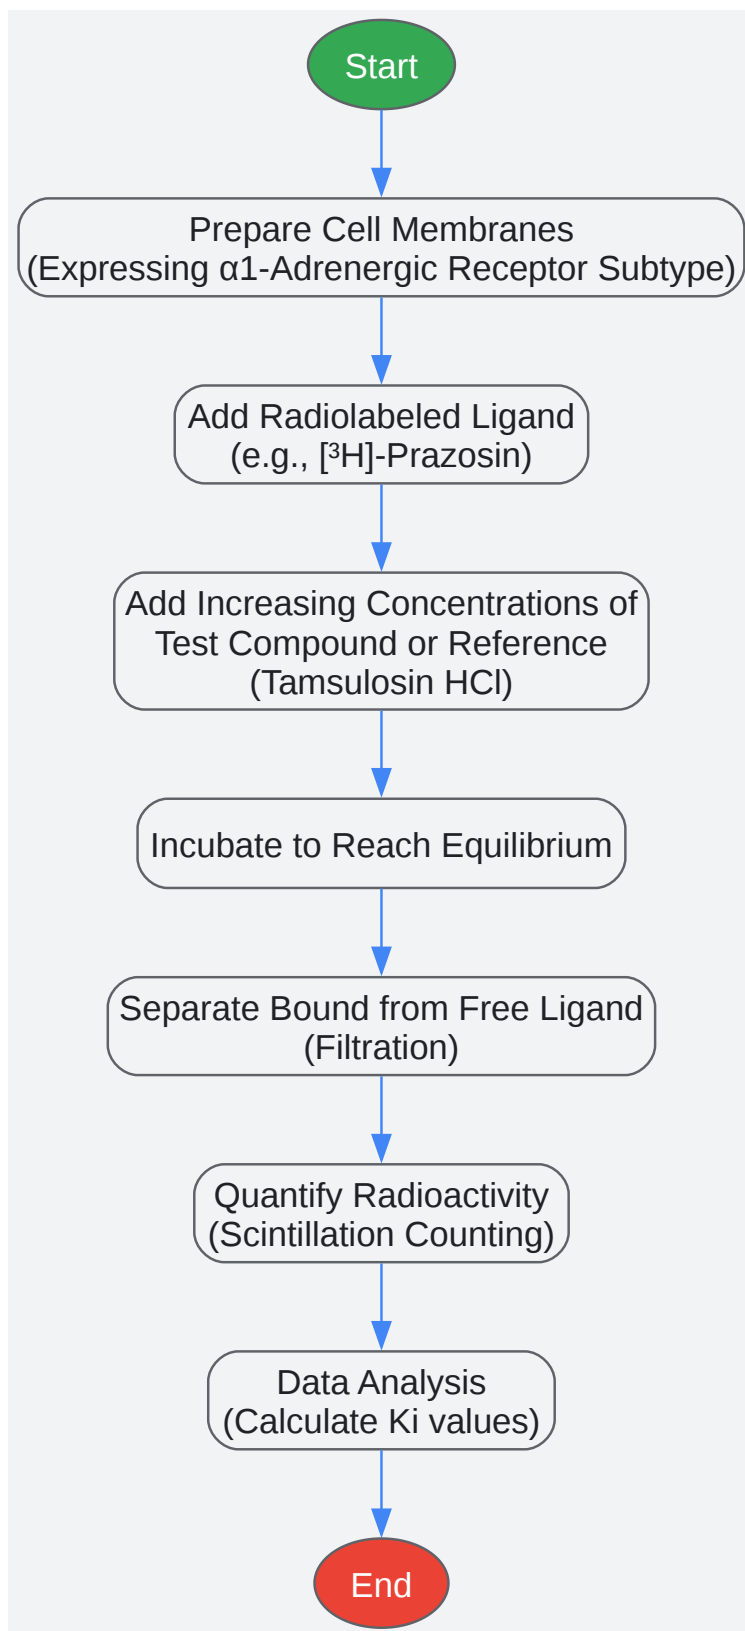 Start
Prepare Cell Membranes
(Expressing α1-Adrenergic Receptor Subtype)
Add Radiolabeled Ligand
(e.g., [³H]-Prazosin)
Add Increasing Concentrations of
Test Compound or Reference
(Tamsulosin HCl)
Incubate to Reach Equilibrium
Separate Bound from Free Ligand
(Filtration)
Quantify Radioactivity
(Scintillation Counting)
Data Analysis
(Calculate Ki values)
End